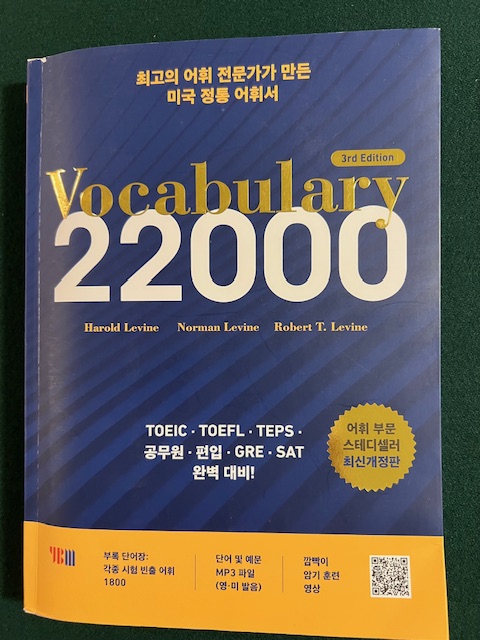 최고의 어휘 전문가가 만든
미국 정통 어휘서
3rd Edition
Vocabulary
22000
Harold Levine Norman Levine Robert T. Levine
TOEIC · TOEFL · TEPS ·
공무원 · 편입 · GRE · SAT
완벽 대비!
어휘 부문
스테디셀러
최신개정판
YBM
부록 단어장:
각종 시험 빈출 어휘
1800
단어 및 예문
MP3 파일
(영·미 발음)
깜빡이
암기 훈련
영상